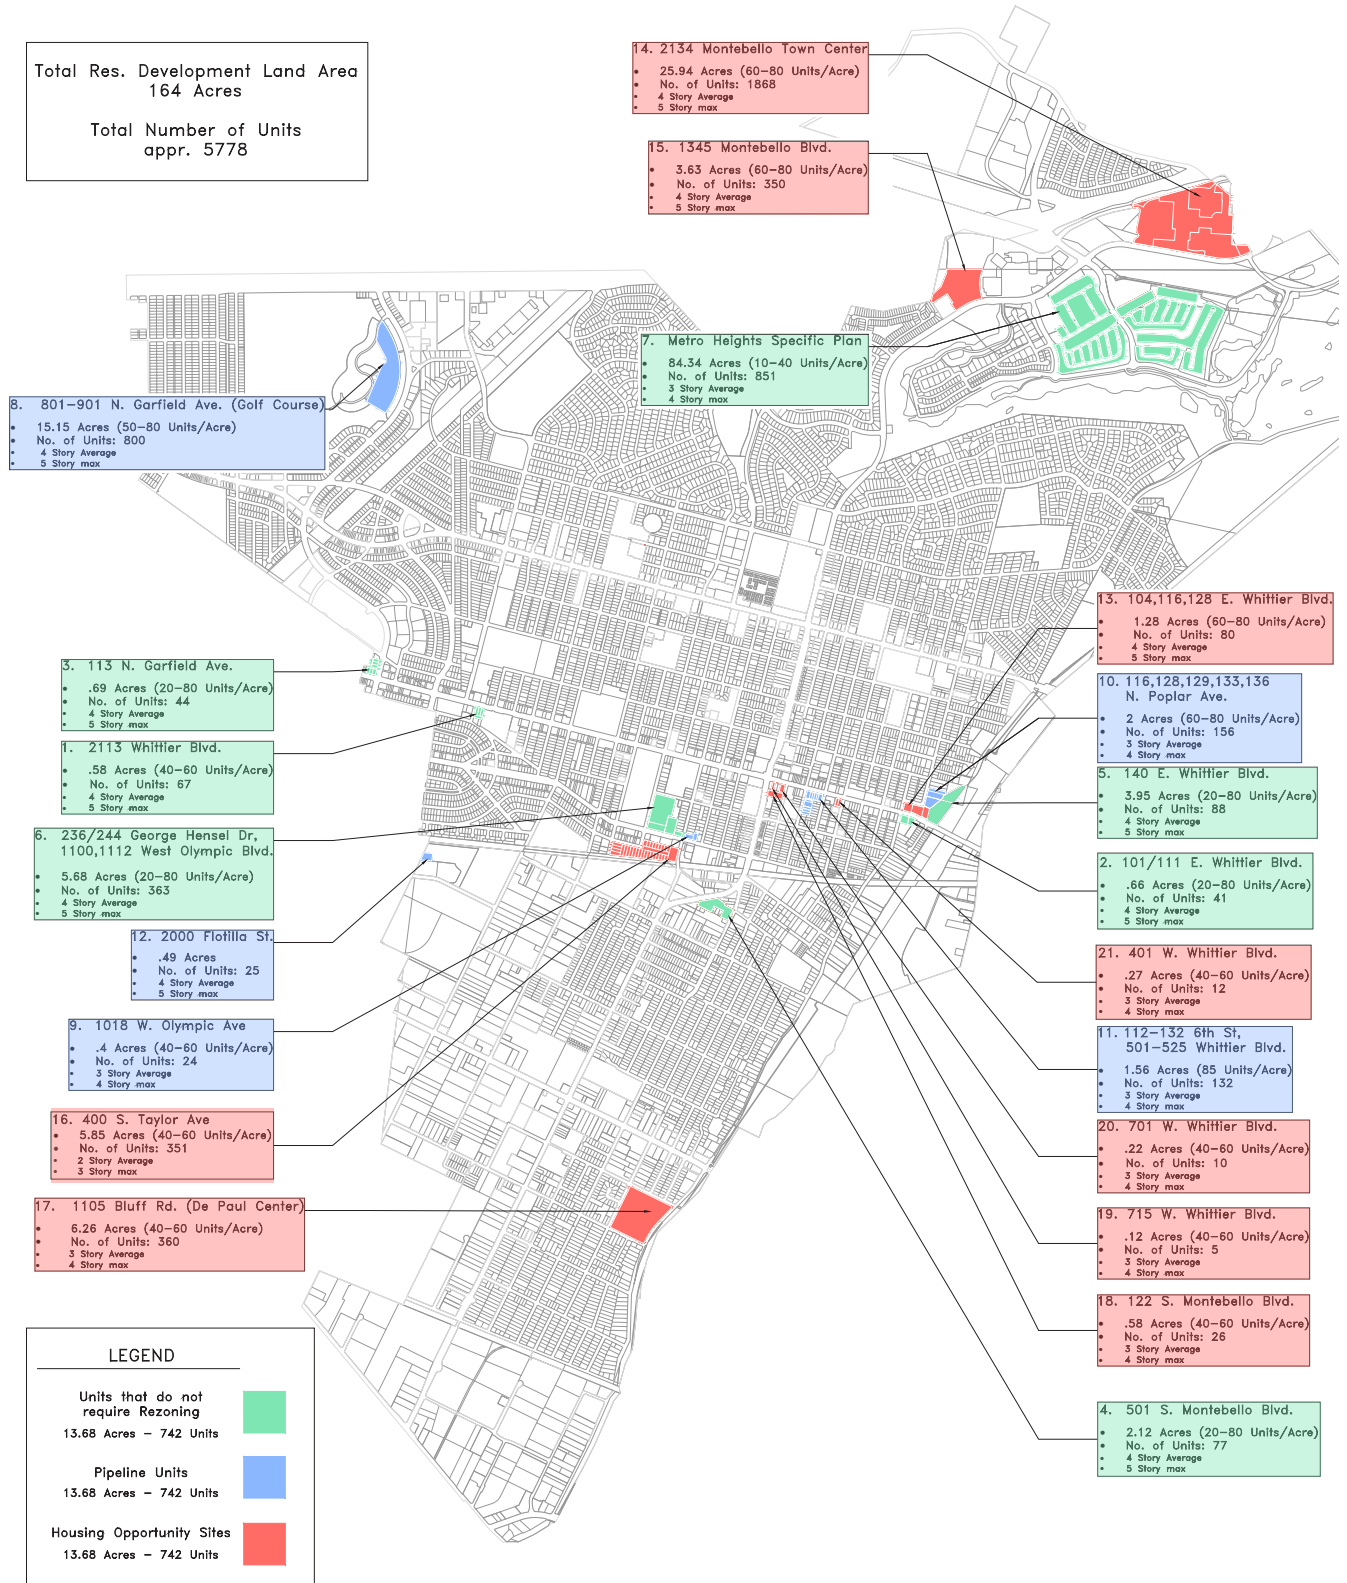 Total Res. Development Land Area
164 Acres
Total Number of Units
appr. 5778
14. 2134 Montebello Town Center
• 25.94 Acres (60-80 Units/Acre)
• No. of Units: 1868
• 4 Story Average
• 5 Story max
15. 1345 Montebello Blvd.
• 3.63 Acres (60-80 Units/Acre)
• No. of Units: 350
• 4 Story Average
• 5 Story max
7. Metro Heights Specific Plan
• 84.34 Acres (10-40 Units/Acre)
• No. of Units: 851
• 3 Story Average
• 4 Story max
8. 801-901 N. Garfield Ave. (Golf Course)
• 15.15 Acres (50-80 Units/Acre)
• No. of Units: 800
• 4 Story Average
• 5 Story max
3. 113 N. Garfield Ave.
• .69 Acres (20-80 Units/Acre)
• No. of Units: 44
• 4 Story Average
• 5 Story max
1. 2113 Whittier Blvd.
• .58 Acres (40-60 Units/Acre)
• No. of Units: 67
• 4 Story Average
• 5 Story max
6. 236/244 George Hensel Dr,
1100,1112 West Olympic Blvd.
• 5.68 Acres (20-80 Units/Acre)
• No. of Units: 363
• 4 Story Average
• 5 Story max
12. 2000 Flotilla St.
• .49 Acres
• No. of Units: 25
• 4 Story Average
• 5 Story max
9. 1018 W. Olympic Ave
• .4 Acres (40-60 Units/Acre)
• No. of Units: 24
• 3 Story Average
• 4 Story max
16. 400 S. Taylor Ave
• 5.85 Acres (40-60 Units/Acre)
• No. of Units: 351
• 2 Story Average
• 3 Story max
17. 1105 Bluff Rd. (De Paul Center)
• 6.26 Acres (40-60 Units/Acre)
• No. of Units: 360
• 3 Story Average
• 4 Story max
13. 104,116,128 E. Whittier Blvd.
• 1.28 Acres (60-80 Units/Acre)
• No. of Units: 80
• 4 Story Average
• 5 Story max
10. 116,128,129,133,136
N. Poplar Ave.
• 2 Acres (60-80 Units/Acre)
• No. of Units: 156
• 3 Story Average
• 4 Story max
5. 140 E. Whittier Blvd.
• 3.95 Acres (20-80 Units/Acre)
• No. of Units: 88
• 4 Story Average
• 5 Story max
2. 101/111 E. Whittier Blvd.
• .66 Acres (20-80 Units/Acre)
• No. of Units: 41
• 4 Story Average
• 5 Story max
21. 401 W. Whittier Blvd.
• .27 Acres (40-60 Units/Acre)
• No. of Units: 12
• 3 Story Average
• 4 Story max
11. 112-132 6th St,
501-525 Whittier Blvd.
• 1.56 Acres (85 Units/Acre)
• No. of Units: 132
• 3 Story Average
• 4 Story max
20. 701 W. Whittier Blvd.
• .22 Acres (40-60 Units/Acre)
• No. of Units: 10
• 3 Story Average
• 4 Story max
19. 715 W. Whittier Blvd.
• .12 Acres (40-60 Units/Acre)
• No. of Units: 5
• 3 Story Average
• 4 Story max
18. 122 S. Montebello Blvd.
• .58 Acres (40-60 Units/Acre)
• No. of Units: 26
• 3 Story Average
• 4 Story max
4. 501 S. Montebello Blvd.
• 2.12 Acres (20-80 Units/Acre)
• No. of Units: 77
• 4 Story Average
• 5 Story max
LEGEND
Units that do not
require Rezoning
13.68 Acres - 742 Units
Pipeline Units
13.68 Acres - 742 Units
Housing Opportunity Sites
13.68 Acres - 742 Units